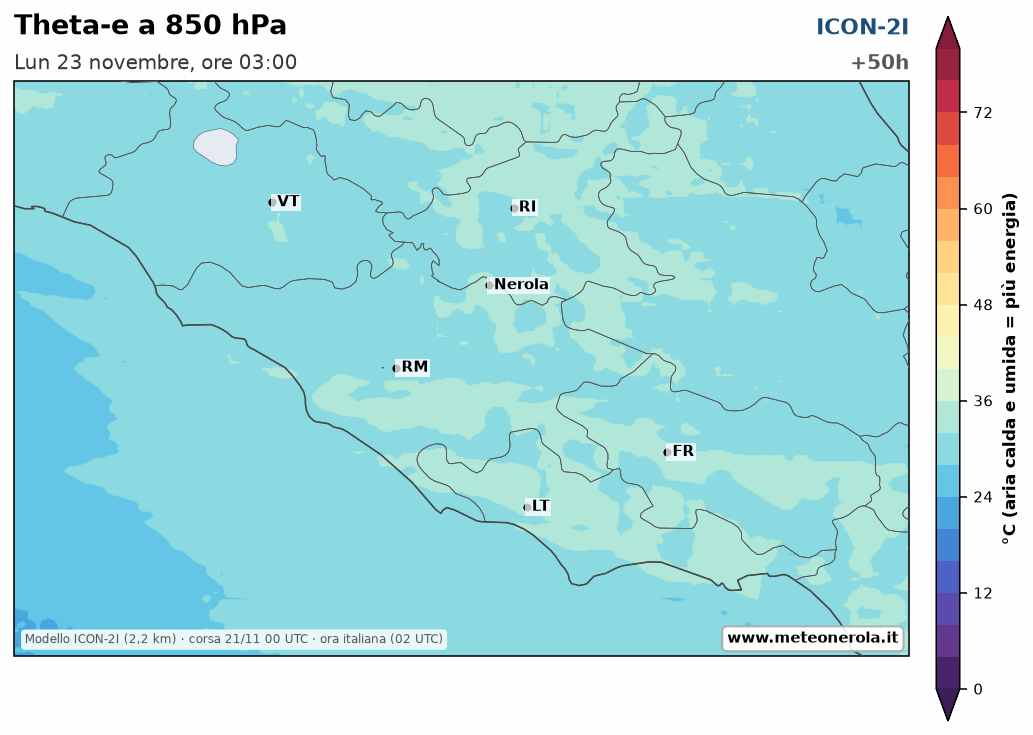 Theta-e a 850 hPa
ICON-2I
Lun 23 novembre, ore 03:00
+50h
VT
RI
Nerola
RM
FR
LT
72
60
48
36
24
12
0
°C (aria calda e umida = più energia)
Modello ICON-2I (2,2 km) · corsa 21/11 00 UTC · ora italiana (02 UTC)
www.meteonerola.it